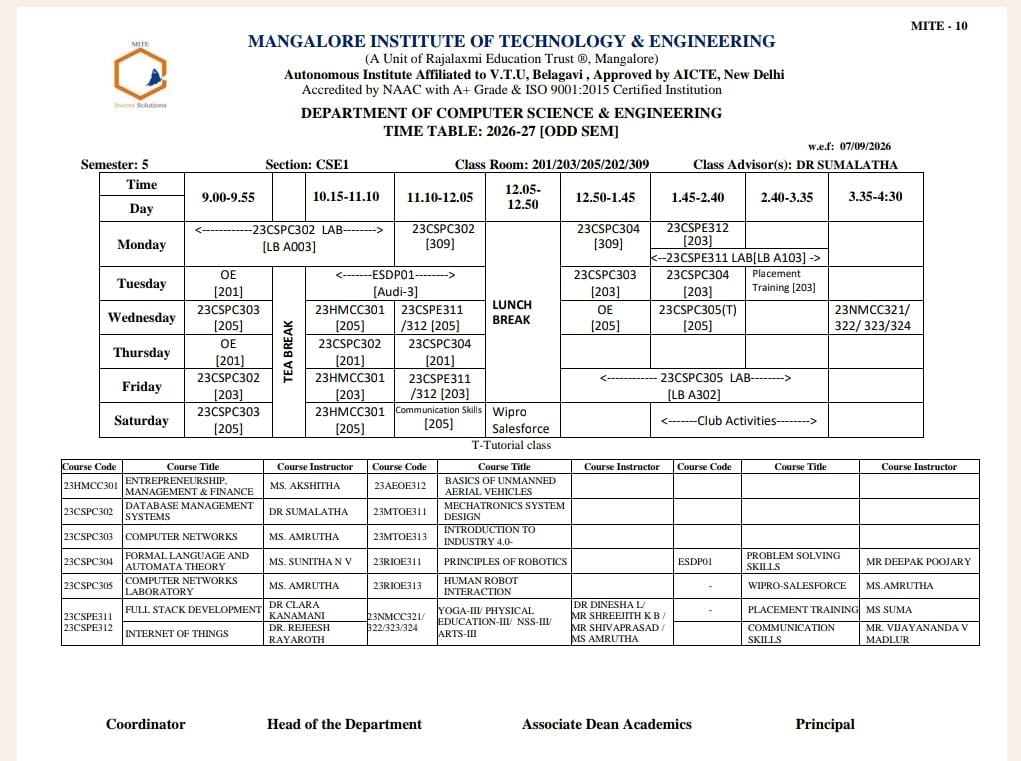 MITE - 10
MITE
Invent Solutions
MANGALORE INSTITUTE OF TECHNOLOGY & ENGINEERING
(A Unit of Rajalaxmi Education Trust ®, Mangalore)
Autonomous Institute Affiliated to V.T.U, Belagavi , Approved by AICTE, New Delhi
Accredited by NAAC with A+ Grade & ISO 9001:2015 Certified Institution
DEPARTMENT OF COMPUTER SCIENCE & ENGINEERING
TIME TABLE: 2026-27 [ODD SEM]
w.e.f: 07/09/2026
Semester: 5 Section: CSE1 Class Room: 201/203/205/202/309 Class Advisor(s): DR SUMALATHA
Time
Day
9.00-9.55 10.15-11.10 11.10-12.05 12.05-12.50 12.50-1.45 1.45-2.40 2.40-3.35 3.35-4:30
TEA BREAK
LUNCH BREAK
Monday <------------23CSPC302 LAB--------> [LB A003] 23CSPC302 [309] 23CSPC304 [309] 23CSPE312 [203]
<--23CSPE311 LAB[LB A103] ->
Tuesday OE [201] <-------ESDP01--------> [Audi-3] 23CSPC303 [203] 23CSPC304 [203] Placement Training [203]
Wednesday 23CSPC303 [205] 23HMCC301 [205] 23CSPE311 /312 [205] OE [205] 23CSPC305(T) [205] 23NMCC321/ 322/ 323/324
Thursday OE [201] 23CSPC302 [201] 23CSPC304 [201]
Friday 23CSPC302 [203] 23HMCC301 [203] 23CSPE311 /312 [203] <------------ 23CSPC305 LAB-------> [LB A302]
Saturday 23CSPC303 [205] 23HMCC301 [205] Communication Skills [205] Wipro Salesforce <-------Club Activities-------->
T-Tutorial class
Course Code Course Title Course Instructor Course Code Course Title Course Instructor Course Code Course Title Course Instructor
23HMCC301 ENTREPRENEURSHIP, MANAGEMENT & FINANCE MS. AKSHITHA 23AEOE312 BASICS OF UNMANNED AERIAL VEHICLES
23CSPC302 DATABASE MANAGEMENT SYSTEMS DR SUMALATHA 23MTOE311 MECHATRONICS SYSTEM DESIGN
23CSPC303 COMPUTER NETWORKS MS. AMRUTHA 23MTOE313 INTRODUCTION TO INDUSTRY 4.0-
23CSPC304 FORMAL LANGUAGE AND AUTOMATA THEORY MS. SUNITHA N V 23RIOE311 PRINCIPLES OF ROBOTICS ESDP01 PROBLEM SOLVING SKILLS MR DEEPAK POOJARY
23CSPC305 COMPUTER NETWORKS LABORATORY MS. AMRUTHA 23RIOE313 HUMAN ROBOT INTERACTION - WIPRO-SALESFORCE MS.AMRUTHA
23CSPE311 FULL STACK DEVELOPMENT DR CLARA KANAMANI 23NMCC321/ 322/323/324 YOGA-III/ PHYSICAL EDUCATION-III/ NSS-III/ ARTS-III DR DINESHA L/ MR SHREEJITH K B / MR SHIVAPRASAD / MS AMRUTHA - PLACEMENT TRAINING MS SUMA
23CSPE312 INTERNET OF THINGS DR. REJEESH RAYAROTH COMMUNICATION SKILLS MR. VIJAYANANDA V MADLUR
Coordinator Head of the Department Associate Dean Academics Principal